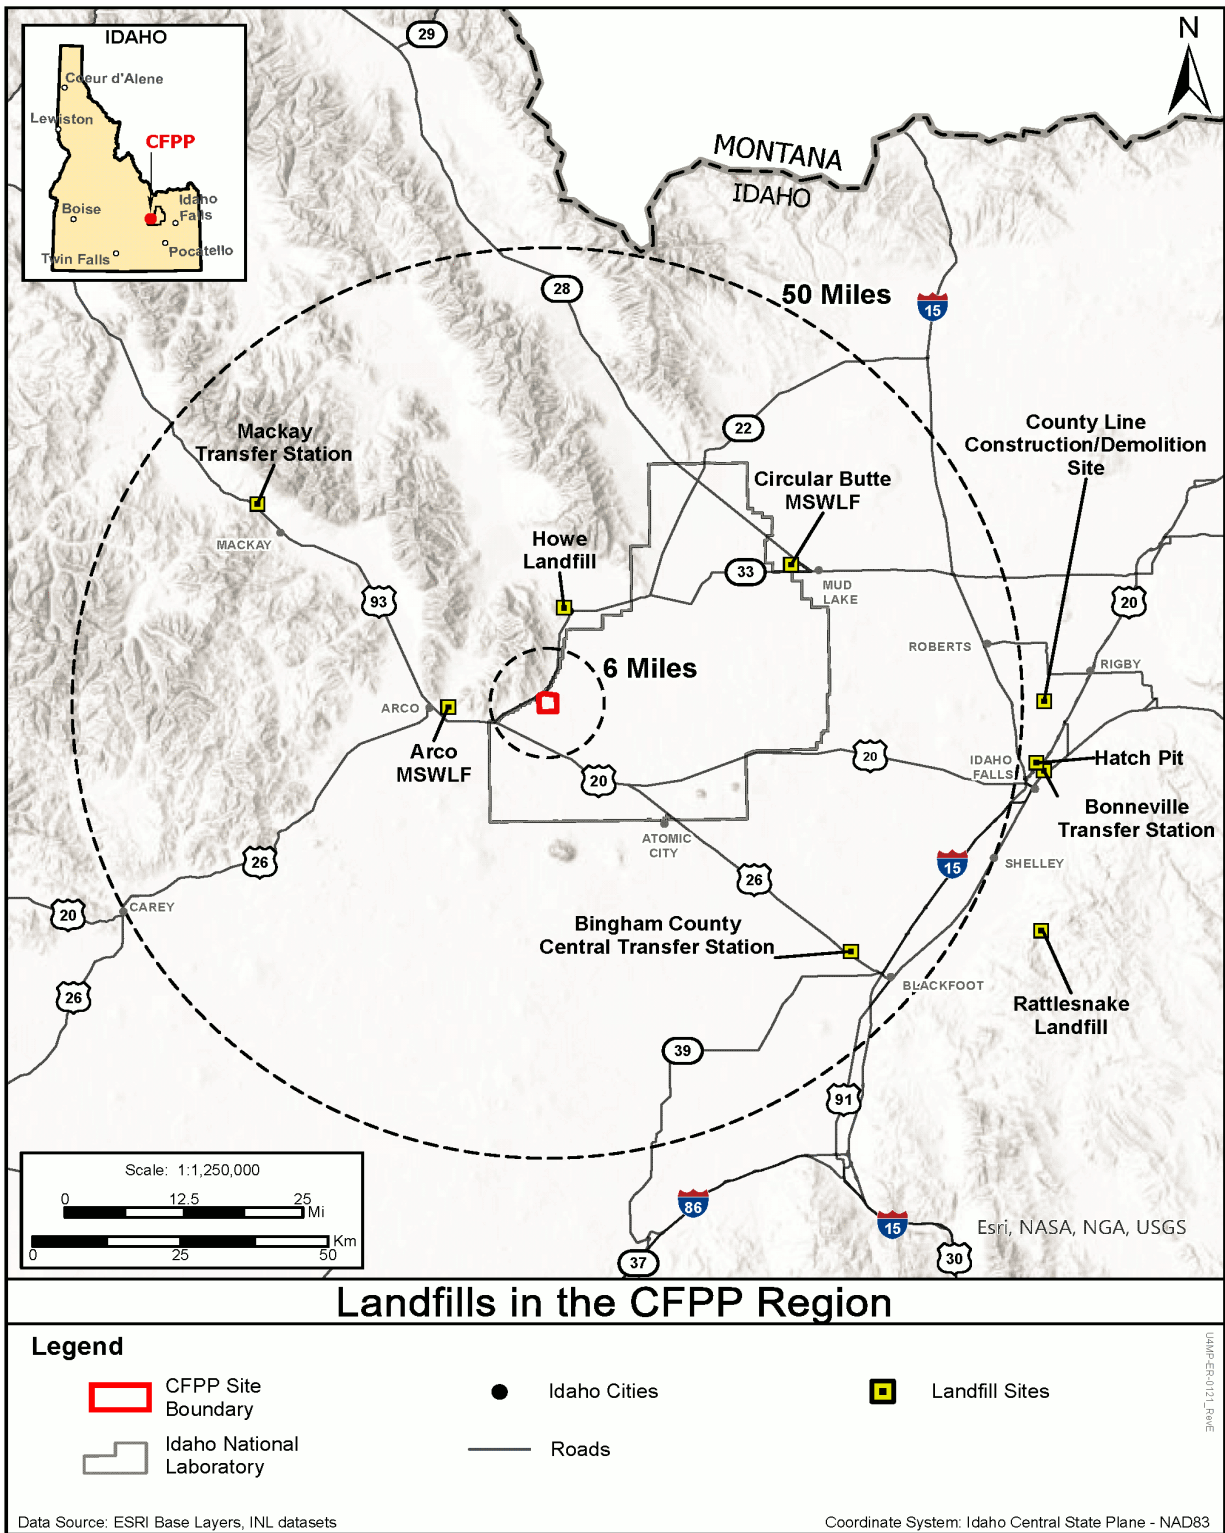 IDAHO
Coeur d'Alene
Lewiston
CFPP
Boise
Idaho
Falls
Twin Falls
Pocatello
N
29
MONTANA
IDAHO
28
50 Miles
15
22
Mackay
Transfer Station
County Line
Construction/Demolition
Site
Circular Butte
MSWLF
Howe
Landfill
MACKAY
33
MUD
LAKE
93
20
ROBERTS
RIGBY
6 Miles
ARCO
Arco
MSWLF
20
20
IDAHO
FALLS
Hatch Pit
Bonneville
Transfer Station
ATOMIC
CITY
26
15
SHELLEY
26
20
CAREY
Bingham County
Central Transfer Station
26
BLACKFOOT
Rattlesnake
Landfill
39
91
Scale: 1:1,250,000
0 12.5 25
Mi
Km
0 25 50
86
15
Esri, NASA, NGA, USGS
37
30
Landfills in the CFPP Region
Legend
CFPP Site
Boundary
Idaho Cities
Landfill Sites
Idaho National
Laboratory
Roads
U4MP-ER-0121_RevE
Data Source: ESRI Base Layers, INL datasets
Coordinate System: Idaho Central State Plane - NAD83